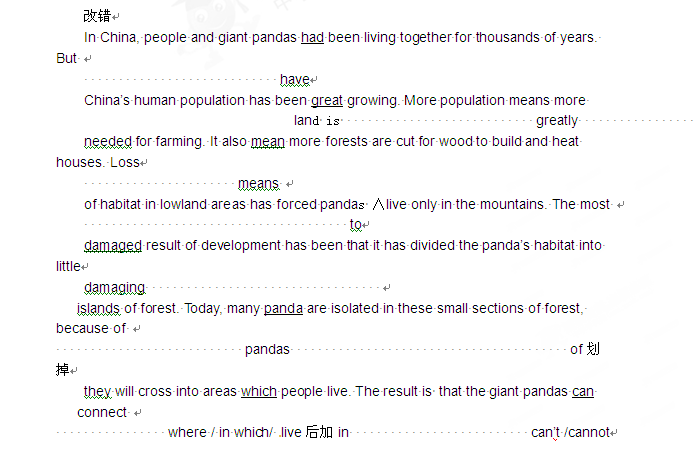 改错
In China, people and giant pandas had been living together for thousands of years.
But
have
China's human population has been great growing. More population means more
land is greatly
needed for farming. It also mean more forests are cut for wood to build and heat
houses. Loss
means
of habitat in lowland areas has forced pandas ∧live only in the mountains. The most
to
damaged result of development has been that it has divided the panda's habitat into
little
damaging
islands of forest. Today, many panda are isolated in these small sections of forest,
because of
pandas of 划
掉
they will cross into areas which people live. The result is that the giant pandas can
connect
where / in which/ .live 后加 in can't /cannot